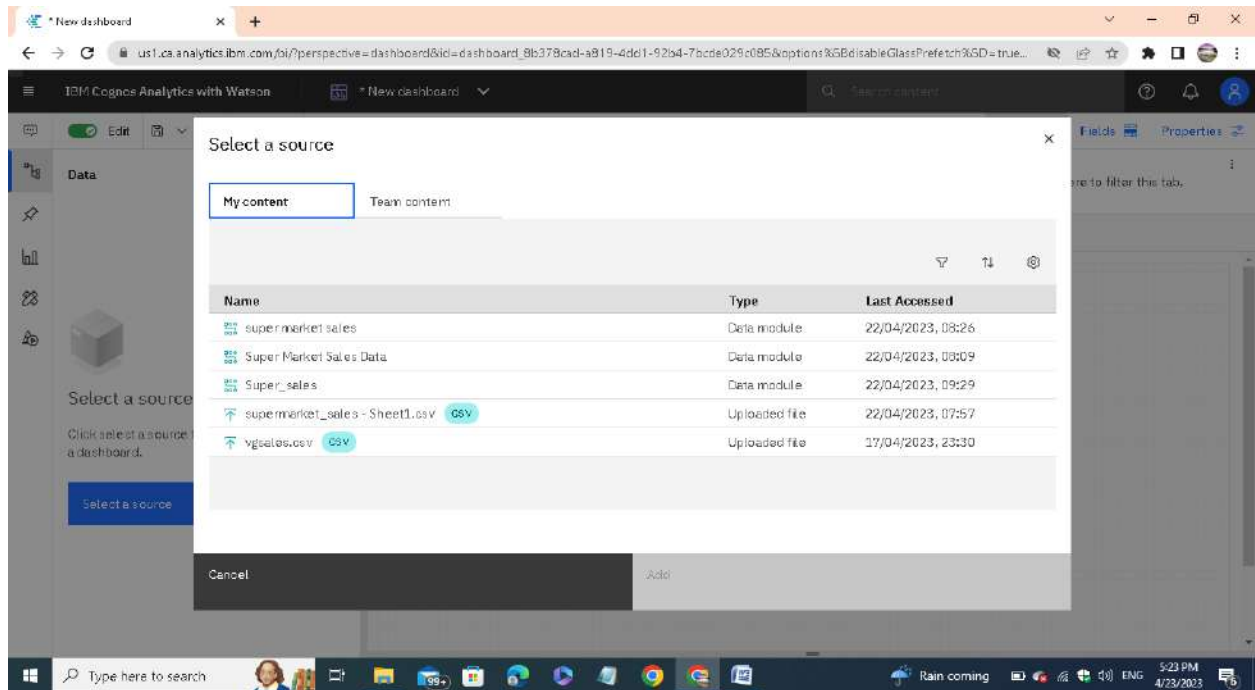 * New dashboard
us1.ca.analytics.ibm.com/bi/?perspective=dashboard&id=dashboard_8b378cad-a819-4dd1-92b4-7bcde029c085&options%5BdisableGlassPrefetch%5D=true...
IBM Cognos Analytics with Watson
* New dashboard
Search content
Edit
Fields
Properties
Select a source
Data
ere to filter this tab.
My content
Team content
Name Type Last Accessed
super market sales Data module 22/04/2023, 08:26
Super Market Sales Data Data module 22/04/2023, 08:09
Super_sales Data module 22/04/2023, 09:29
supermarket_sales - Sheet1.csv CSV Uploaded file 22/04/2023, 07:57
vgsales.csv CSV Uploaded file 17/04/2023, 23:30
Select a source
Click select a source
a dashboard.
Select a source
Cancel
Add
Type here to search
99+
Rain coming
ENG
5:23 PM
4/23/2023